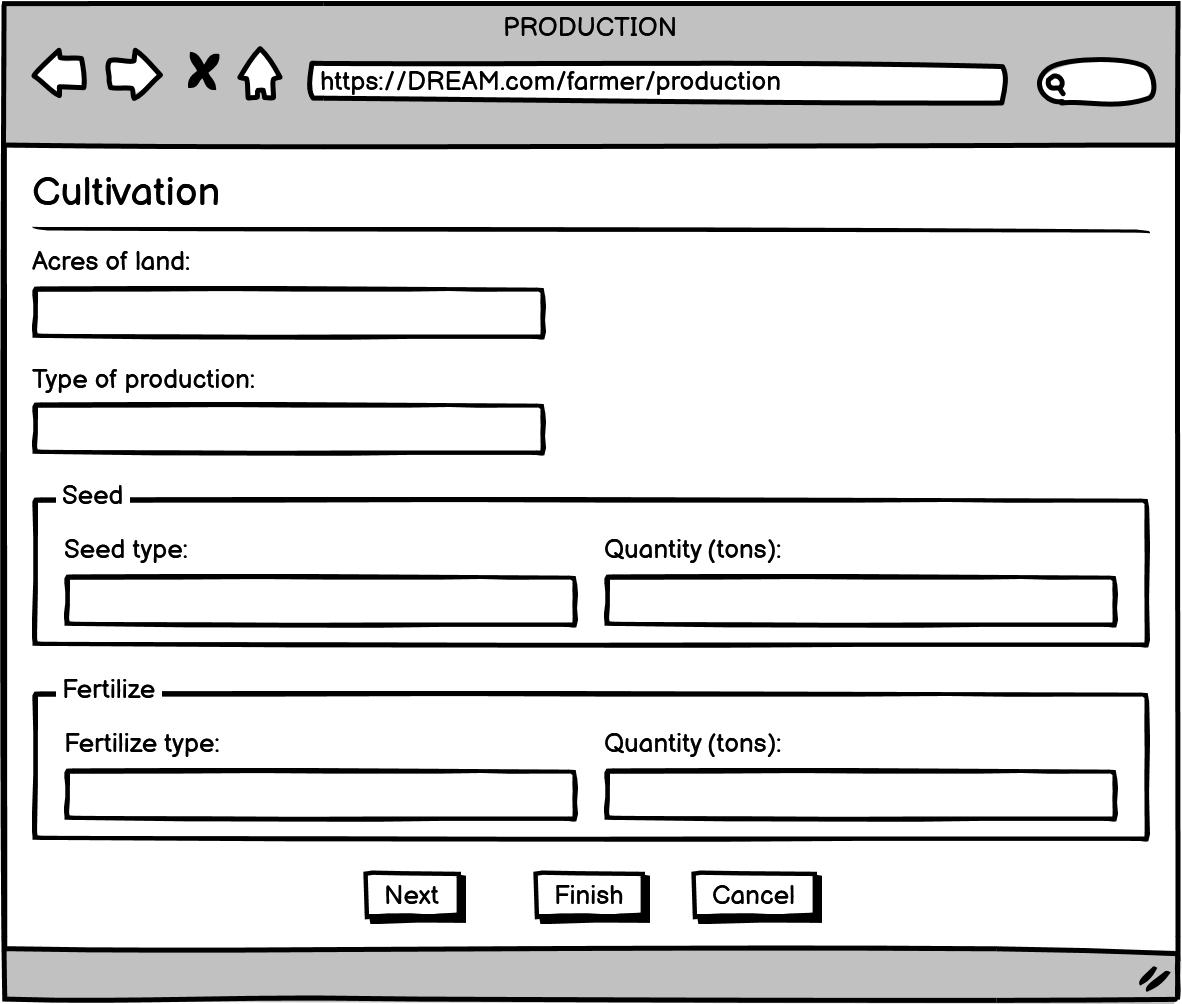 PRODUCTION
https://DREAM.com/farmer/production
Cultivation
Acres of land:
Type of production:
Seed
Seed type: Quantity (tons):
Fertilize
Fertilize type: Quantity (tons):
Next Finish Cancel